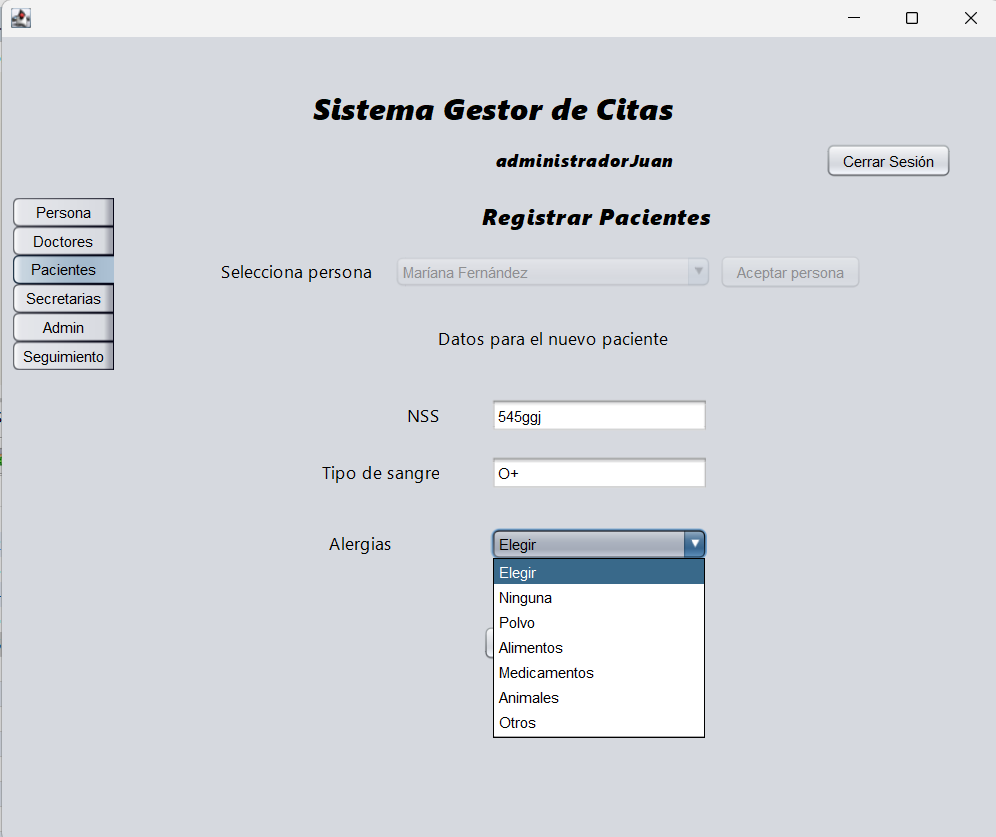 Sistema Gestor de Citas
administradorJuan
Cerrar Sesión
Persona
Doctores
Pacientes
Secretarias
Admin
Seguimiento
Registrar Pacientes
Selecciona persona
Maríana Fernández
Aceptar persona
Datos para el nuevo paciente
NSS
545ggj
Tipo de sangre
O+
Alergias
Elegir
Elegir
Ninguna
Polvo
Alimentos
Medicamentos
Animales
Otros